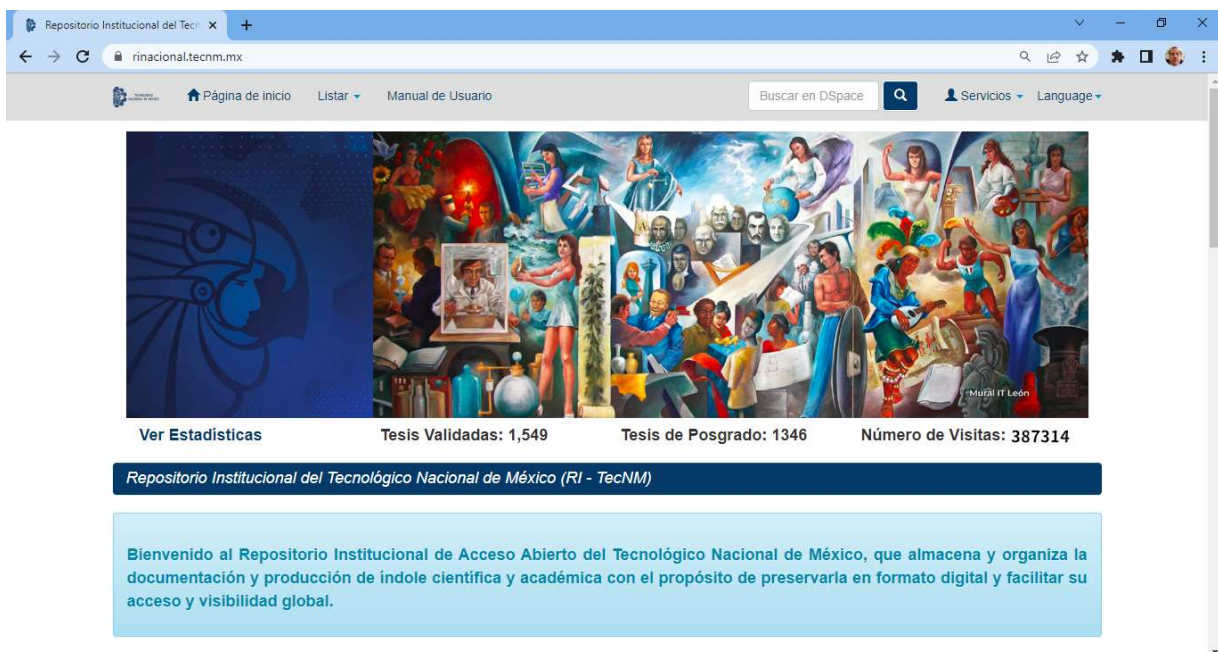 Repositorio Institucional del Tecn
rinacional.tecnm.mx
Página de inicio Listar Manual de Usuario Buscar en DSpace Servicios Language
Mural IT León
Ver Estadísticas Tesis Validadas: 1,549 Tesis de Posgrado: 1346 Número de Visitas: 387314
Repositorio Institucional del Tecnológico Nacional de México (RI - TecNM)
Bienvenido al Repositorio Institucional de Acceso Abierto del Tecnológico Nacional de México, que almacena y organiza la
documentación y producción de índole científica y académica con el propósito de preservarla en formato digital y facilitar su
acceso y visibilidad global.